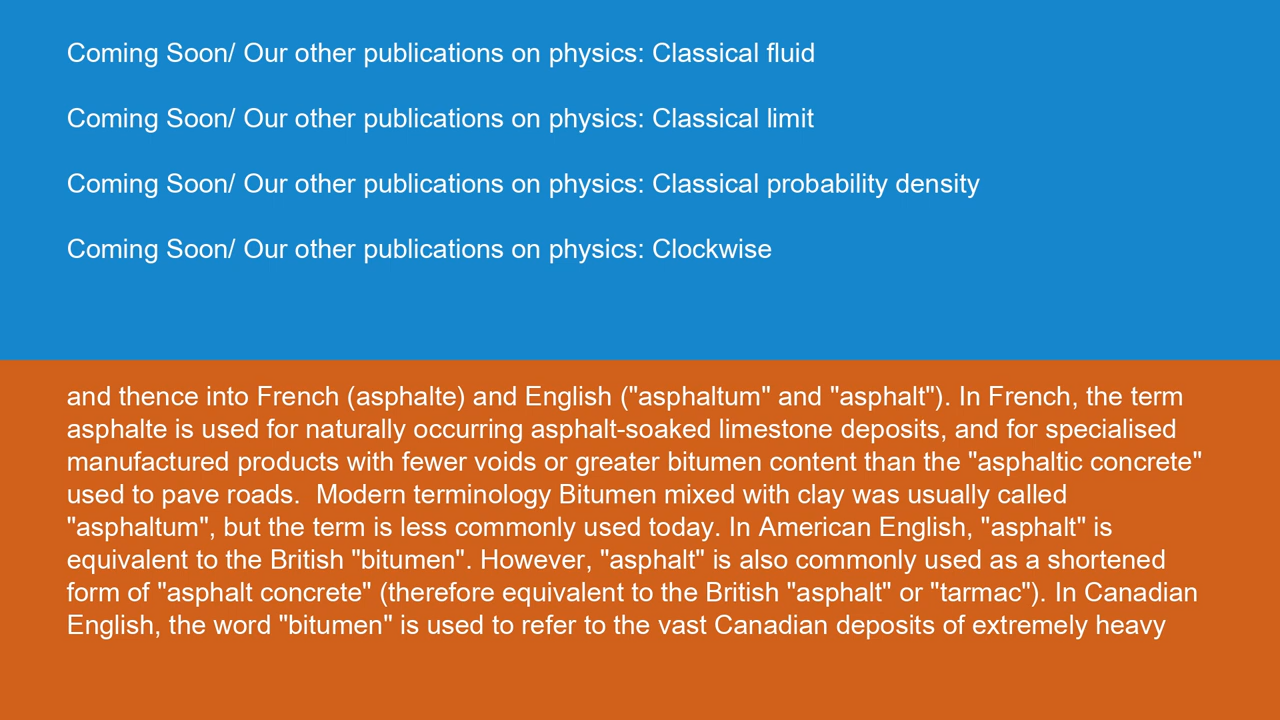 Coming Soon/ Our other publications on physics: Classical fluid
Coming Soon/ Our other publications on physics: Classical limit
Coming Soon/ Our other publications on physics: Classical probability density
Coming Soon/ Our other publications on physics: Clockwise
and thence into French (asphalte) and English ("asphaltum" and "asphalt"). In French, the term
asphalte is used for naturally occurring asphalt-soaked limestone deposits, and for specialised
manufactured products with fewer voids or greater bitumen content than the "asphaltic concrete"
used to pave roads.  Modern terminology Bitumen mixed with clay was usually called
"asphaltum", but the term is less commonly used today. In American English, "asphalt" is
equivalent to the British "bitumen". However, "asphalt" is also commonly used as a shortened
form of "asphalt concrete" (therefore equivalent to the British "asphalt" or "tarmac"). In Canadian
English, the word "bitumen" is used to refer to the vast Canadian deposits of extremely heavy